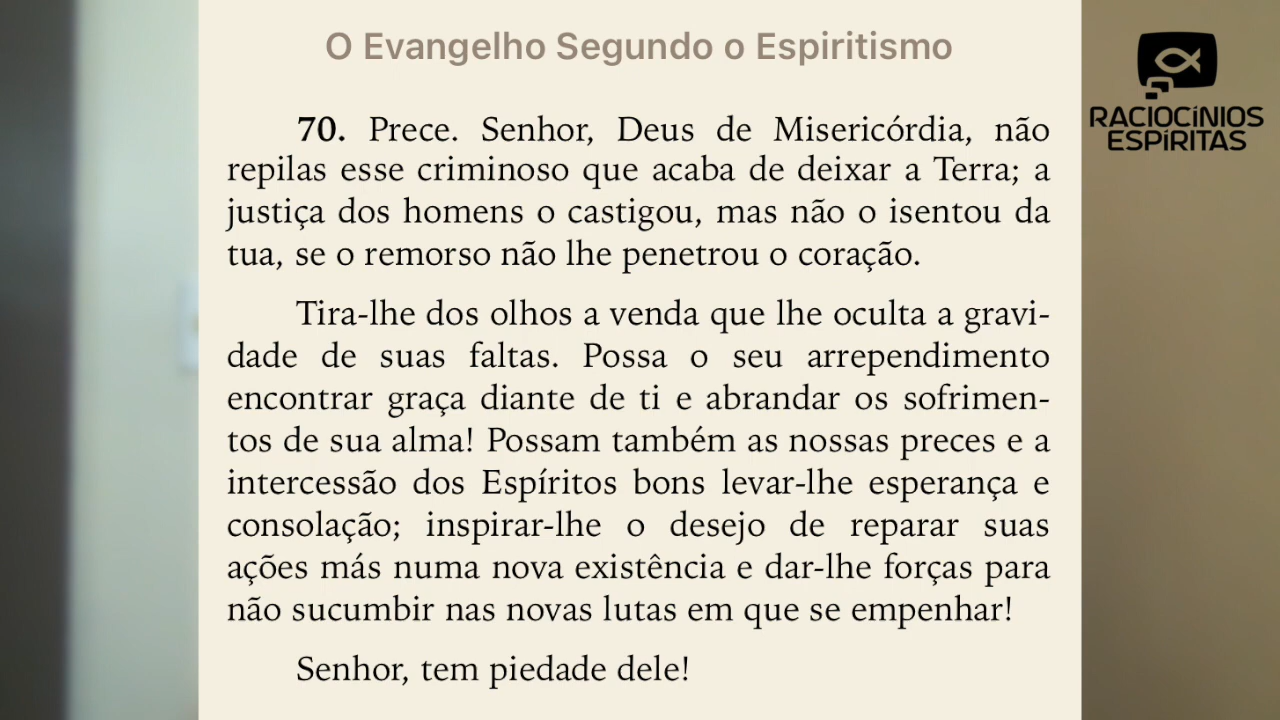 O Evangelho Segundo o Espiritismo
RACIOCÍNIOS
ESPÍRITAS
70. Prece. Senhor, Deus de Misericórdia, não
repilas esse criminoso que acaba de deixar a Terra; a
justiça dos homens o castigou, mas não o isentou da
tua, se o remorso não lhe penetrou o coração.
Tira-lhe dos olhos a venda que lhe oculta a gravi-
dade de suas faltas. Possa o seu arrependimento
encontrar graça diante de ti e abrandar os sofrimen-
tos de sua alma! Possam também as nossas preces e a
intercessão dos Espíritos bons levar-lhe esperança e
consolação; inspirar-lhe o desejo de reparar suas
ações más numa nova existência e dar-lhe forças para
não sucumbir nas novas lutas em que se empenhar!
Senhor, tem piedade dele!